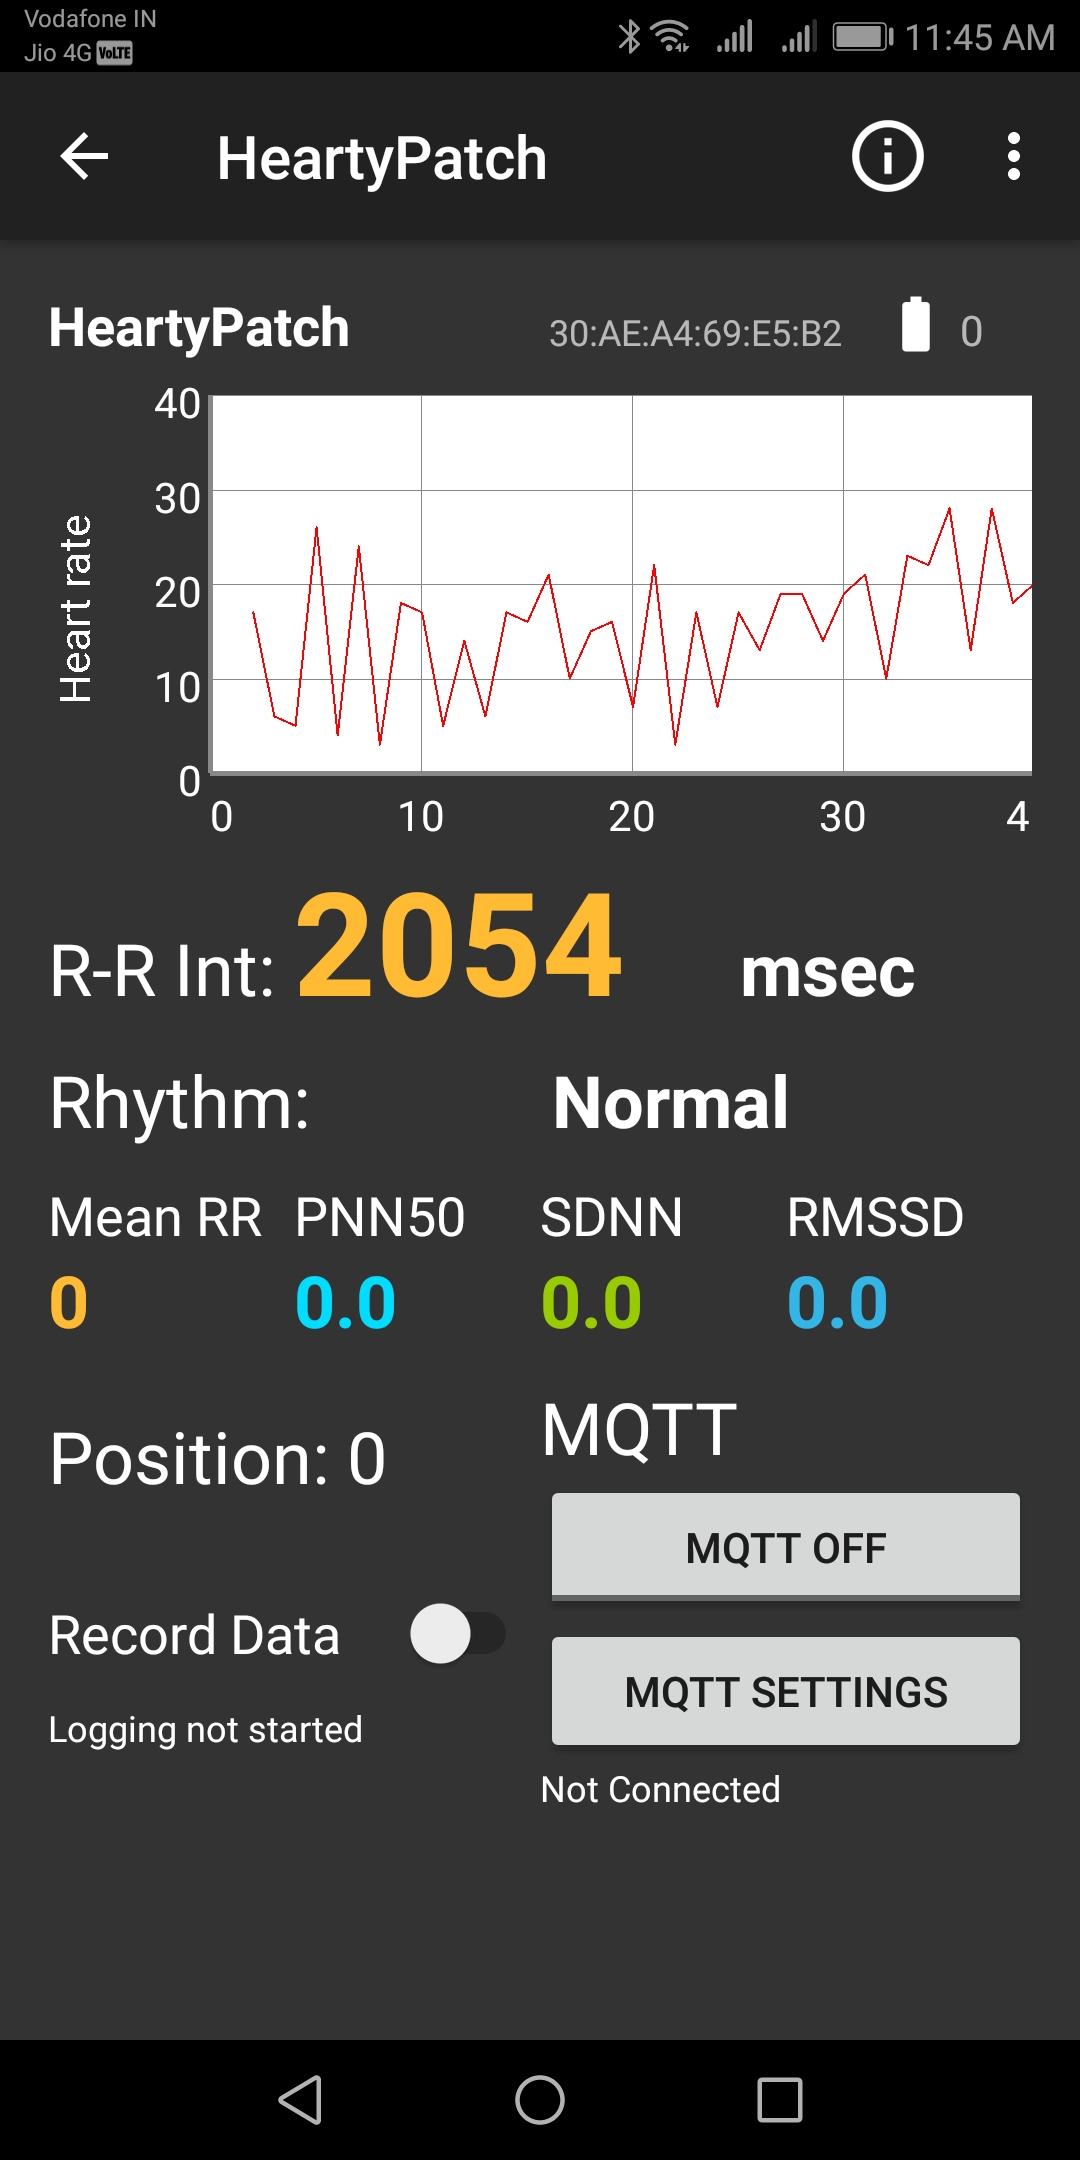 Vodafone IN
Jio 4G VoLTE
11:45 AM
HeartyPatch
HeartyPatch 30:AE:A4:69:E5:B2 0
Heart rate
40
30
20
10
0
0 10 20 30 4
R-R Int: 2054 msec
Rhythm: Normal
Mean RR PNN50 SDNN RMSSD
0 0.0 0.0 0.0
MQTT
Position: 0
MQTT OFF
Record Data
MQTT SETTINGS
Logging not started
Not Connected